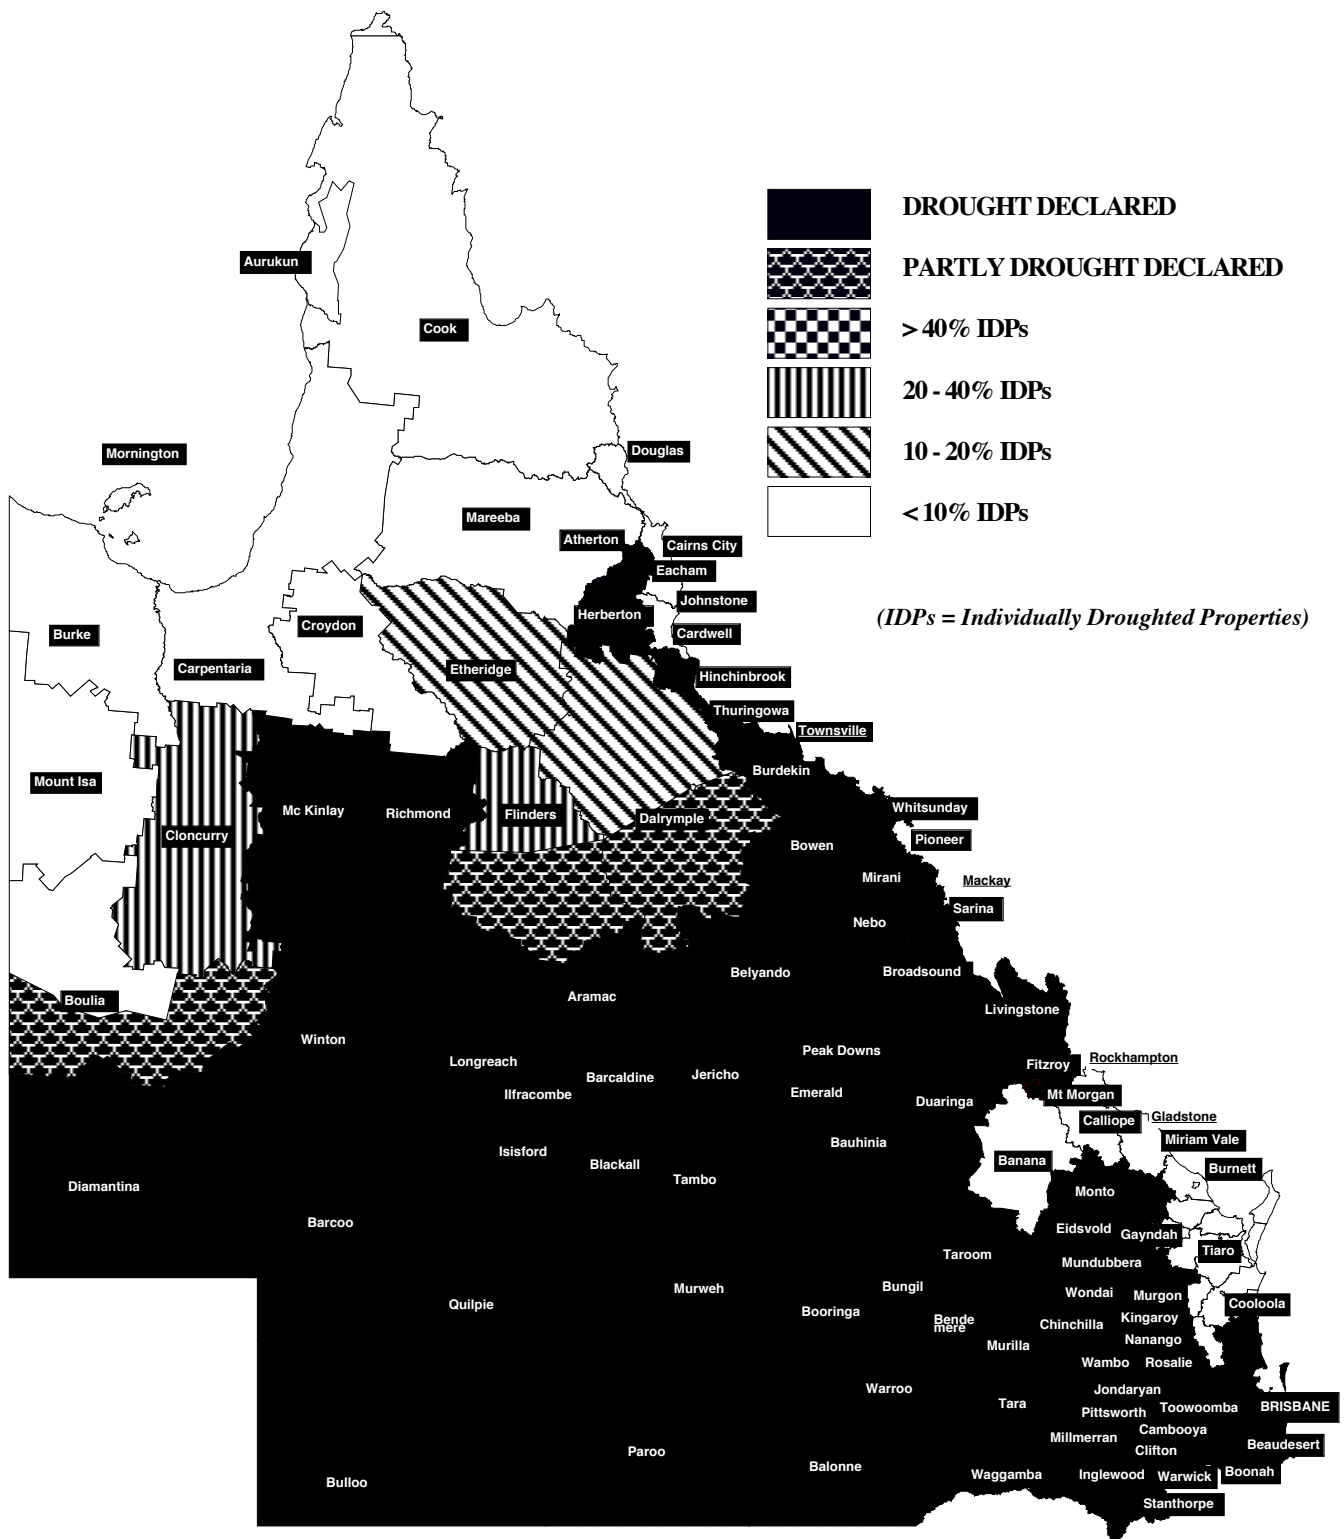 DROUGHT DECLARED
PARTLY DROUGHT DECLARED
> 40% IDPs
20 - 40% IDPs
10 - 20% IDPs
< 10% IDPs
(IDPs = Individually Droughted Properties)
Aurukun
Cook
Mornington
Douglas
Mareeba
Atherton
Cairns City
Eacham
Johnstone
Herberton
Croydon
Burke
Cardwell
Carpentaria
Etheridge
Hinchinbrook
Thuringowa
Townsville
Burdekin
Mount Isa
Mc Kinlay
Richmond
Flinders
Dalrymple
Whitsunday
Cloncurry
Pioneer
Bowen
Mirani
Mackay
Sarina
Nebo
Belyando
Broadsound
Boulia
Aramac
Livingstone
Winton
Peak Downs
Longreach
Rockhampton
Fitzroy
Barcaldine
Jericho
Ilfracombe
Emerald
Duaringa
Mt Morgan
Calliope
Gladstone
Miriam Vale
Bauhinia
Isisford
Blackall
Banana
Burnett
Tambo
Diamantina
Monto
Barcoo
Eidsvold
Gayndah
Taroom
Tiaro
Mundubbera
Murweh
Bungil
Wondai
Murgon
Quilpie
Booringa
Cooloola
Bende
mere
Chinchilla
Kingaroy
Nanango
Murilla
Wambo
Rosalie
Warroo
Jondaryan
Tara
Pittsworth
Toowoomba
BRISBANE
Cambooya
Millmerran
Clifton
Beaudesert
Paroo
Balonne
Waggamba
Inglewood
Warwick
Boonah
Bulloo
Stanthorpe